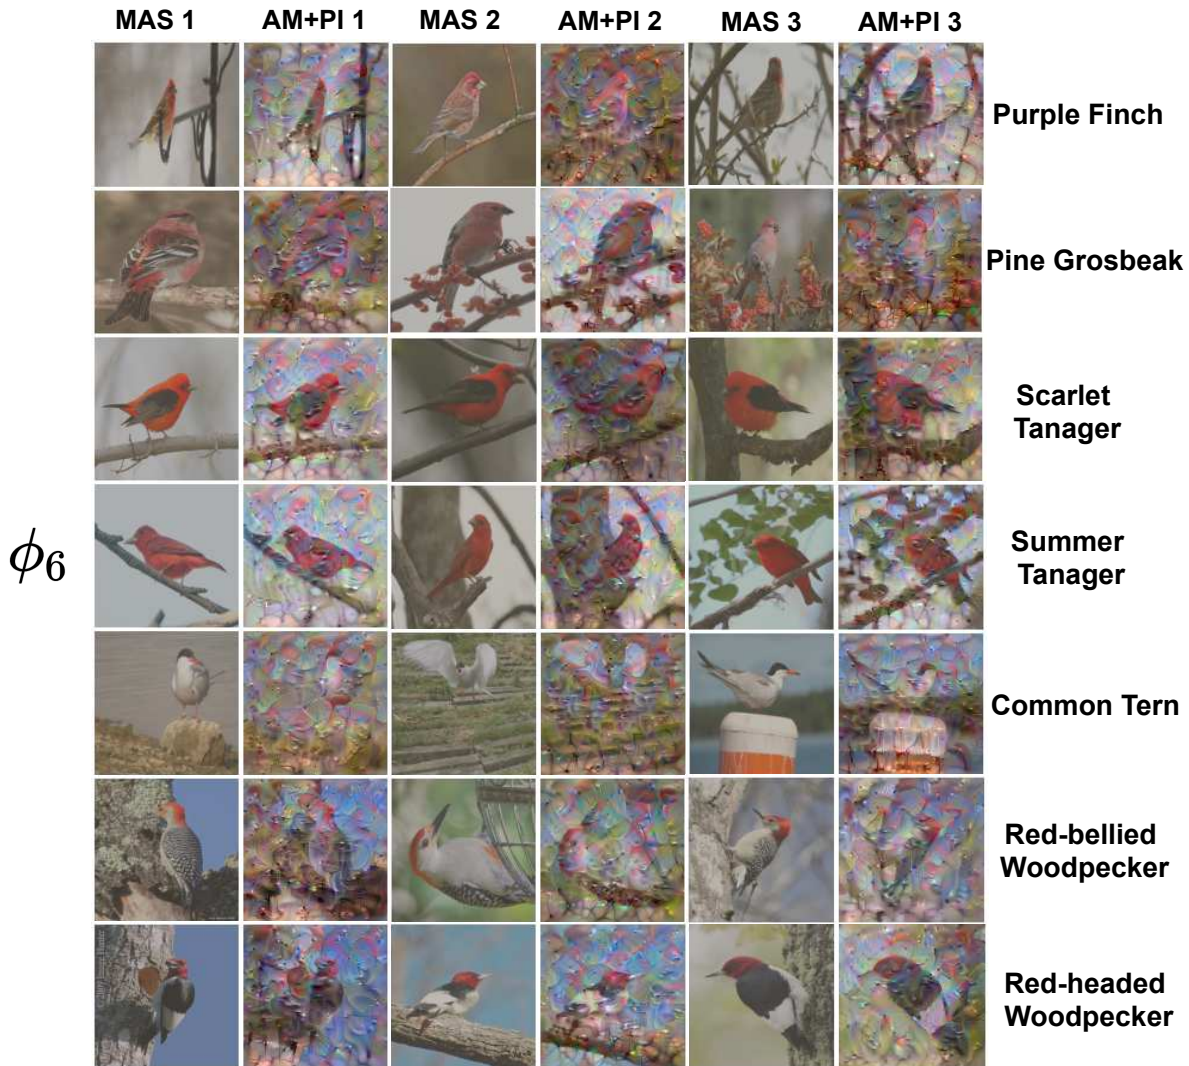 MAS 1 AM+PI 1 MAS 2 AM+PI 2 MAS 3 AM+PI 3
Purple Finch
Pine Grosbeak
Scarlet
Tanager
ϕ6
Summer
Tanager
Common Tern
Red-bellied
Woodpecker
Red-headed
Woodpecker